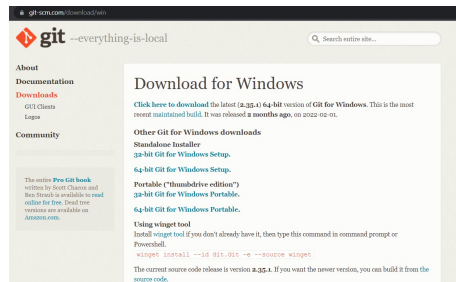 git-scm.com/download/win
git --everything-is-local
Search entire site...
About
Documentation
Downloads
GUI Clients
Logos
Community
The entire Pro Git book
written by Scott Chacon and
Ben Straub is available to read
online for free. Dead tree
versions are available on
Amazon.com.
Download for Windows
Click here to download the latest (2.35.1) 64-bit version of Git for Windows. This is the most
recent maintained build. It was released 2 months ago, on 2022-02-01.
Other Git for Windows downloads
Standalone Installer
32-bit Git for Windows Setup.
64-bit Git for Windows Setup.
Portable ("thumbdrive edition")
32-bit Git for Windows Portable.
64-bit Git for Windows Portable.
Using winget tool
Install winget tool if you don't already have it, then type this command in command prompt or
Powershell.
winget install --id Git.Git -e --source winget
The current source code release is version 2.35.1. If you want the newer version, you can build it from the
source code.